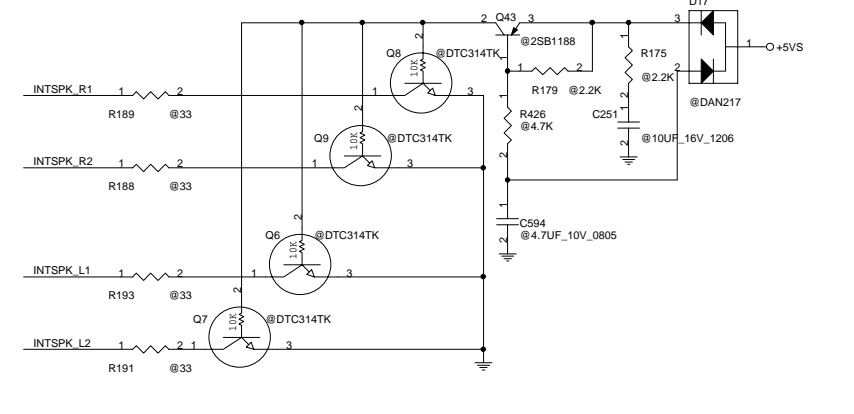 D17
2 Q43 3
3
@2SB1188
1 +5VS
2
Q8
@DTC314TK
10K
1
1 2
R179 @2.2K
R175
@2.2K
2
@DAN217
INTSPK_R1 1 2
1
3
R189 @33
1
R426
@4.7K
2
1 2
C251
1
@10UF_16V_1206
2
2
Q9
@DTC314TK
10K
INTSPK_R2 1 2
1
3
R188 @33
1
C594
@4.7UF_10V_0805
2
2
Q6
@DTC314TK
10K
INTSPK_L1 1 2
1
3
R193 @33
2
Q7
@DTC314TK
10K
INTSPK_L2 1 2 1
3
R191 @33